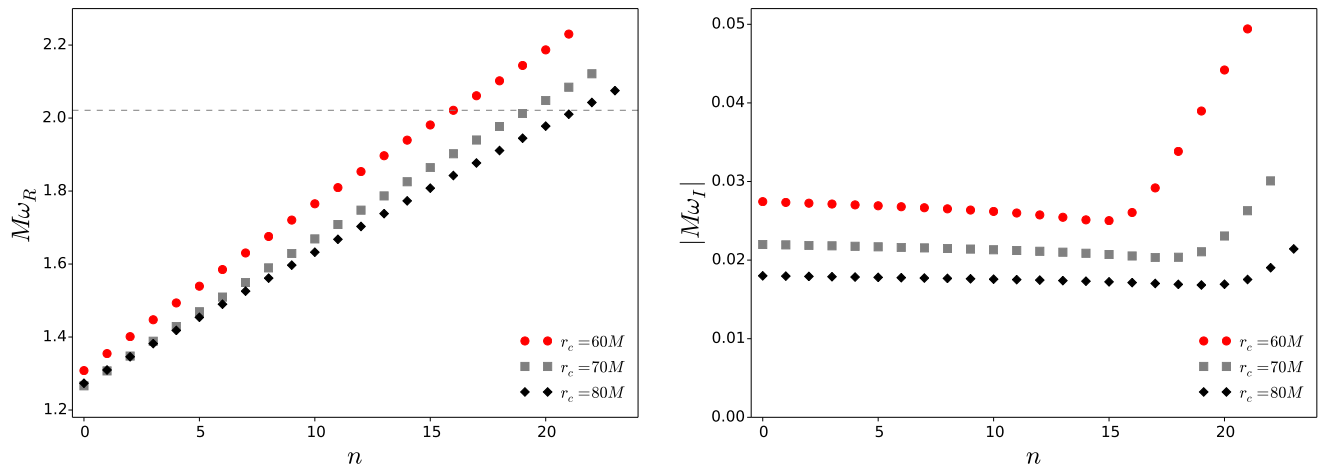 2.2
2.0
1.8
1.6
1.4
1.2
Mω_R
0 5 10 15 20
n
r_c = 60M
r_c = 70M
r_c = 80M
0.05
0.04
0.03
0.02
0.01
0.00
|Mω_I|
0 5 10 15 20
n
r_c = 60M
r_c = 70M
r_c = 80M